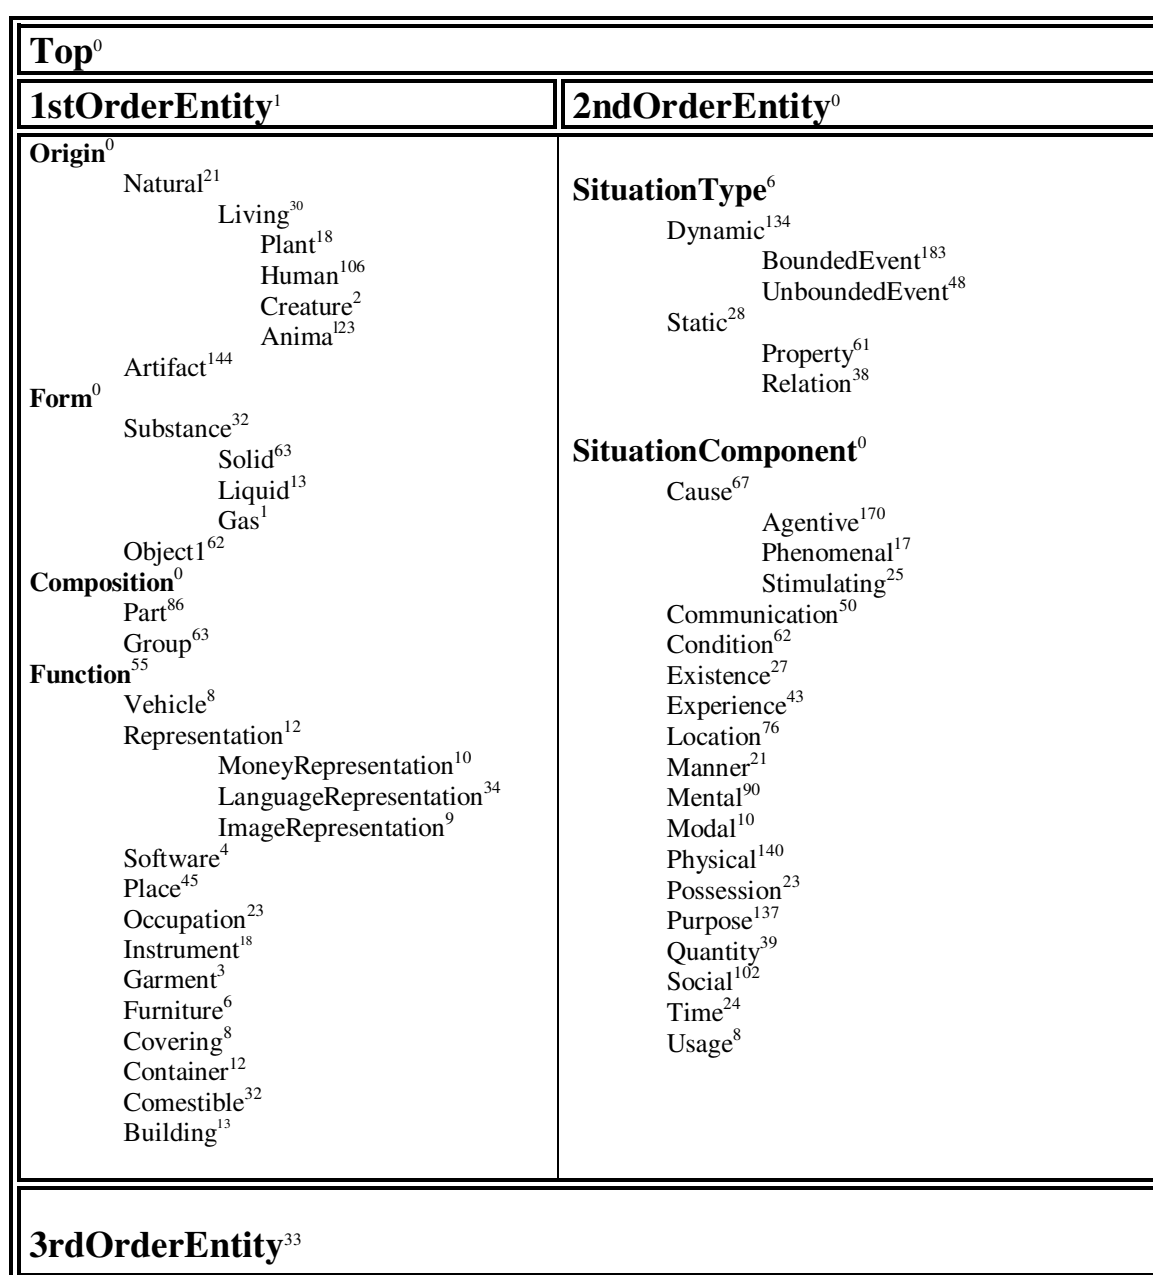 Top0
1stOrderEntity1
2ndOrderEntity0
Origin0
Natural21
Living30
Plant18
Human106
Creature2
Animal23
Artifact144
Form0
Substance32
Solid63
Liquid13
Gas1
Object162
Composition0
Part86
Group63
Function55
Vehicle8
Representation12
MoneyRepresentation10
LanguageRepresentation34
ImageRepresentation9
Software4
Place45
Occupation23
Instrument18
Garment3
Furniture6
Covering8
Container12
Comestible32
Building13
SituationType6
Dynamic134
BoundedEvent183
UnboundedEvent48
Static28
Property61
Relation38
SituationComponent0
Cause67
Agentive170
Phenomenal17
Stimulating25
Communication50
Condition62
Existence27
Experience43
Location76
Manner21
Mental90
Modal10
Physical140
Possession23
Purpose137
Quantity39
Social102
Time24
Usage8
3rdOrderEntity33